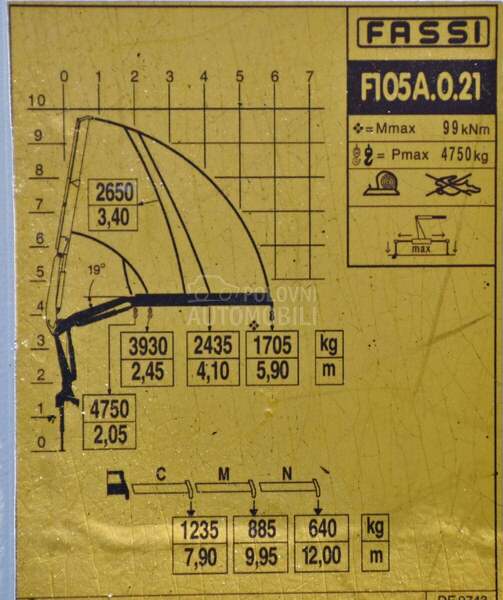 FASSI
F105A.0.21
= Mmax 99 kNm
= Pmax 4750 kg
max
0 1 2 3 4 5 6 7
10
9
8
7
6
5
4
3
2
1
0
2650
3,40
19°
POLOVNI
AUTOMOBILI
3930 2435 1705 kg
2,45 4,10 5,90 m
4750
2,05
C M N
1235 885 640 kg
7,90 9,95 12,00 m